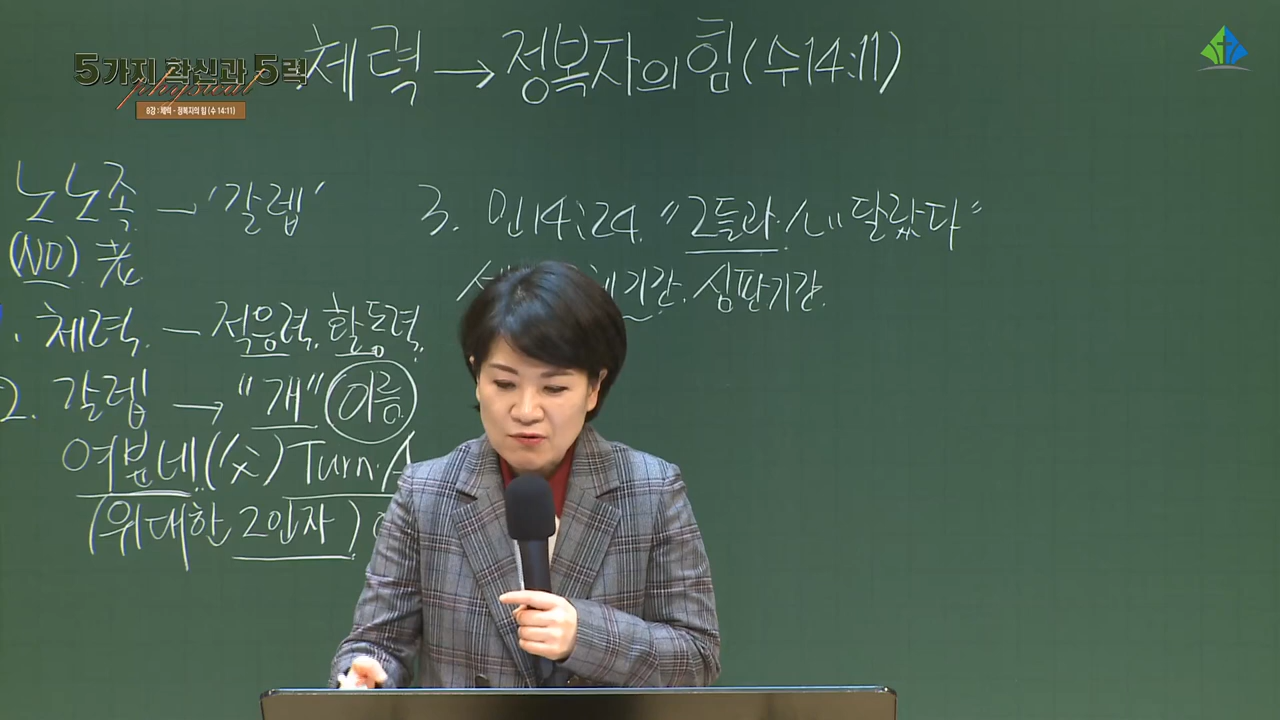 5가지 확신과 5력
physical
8강 : 체력 - 정복자의 힘 (수 14:11)
체력 → 정복자의 힘 (수14:11)
노노족 - '갈렙'
(NO) 老
1. 체력 - 적응력. 활동력.
2. 갈렙 → "개" 이름
여분네(父) Turn. A
(위대한 2인자)
3. 민14:24. "그들과 달랐다"
기간. 심판기간.